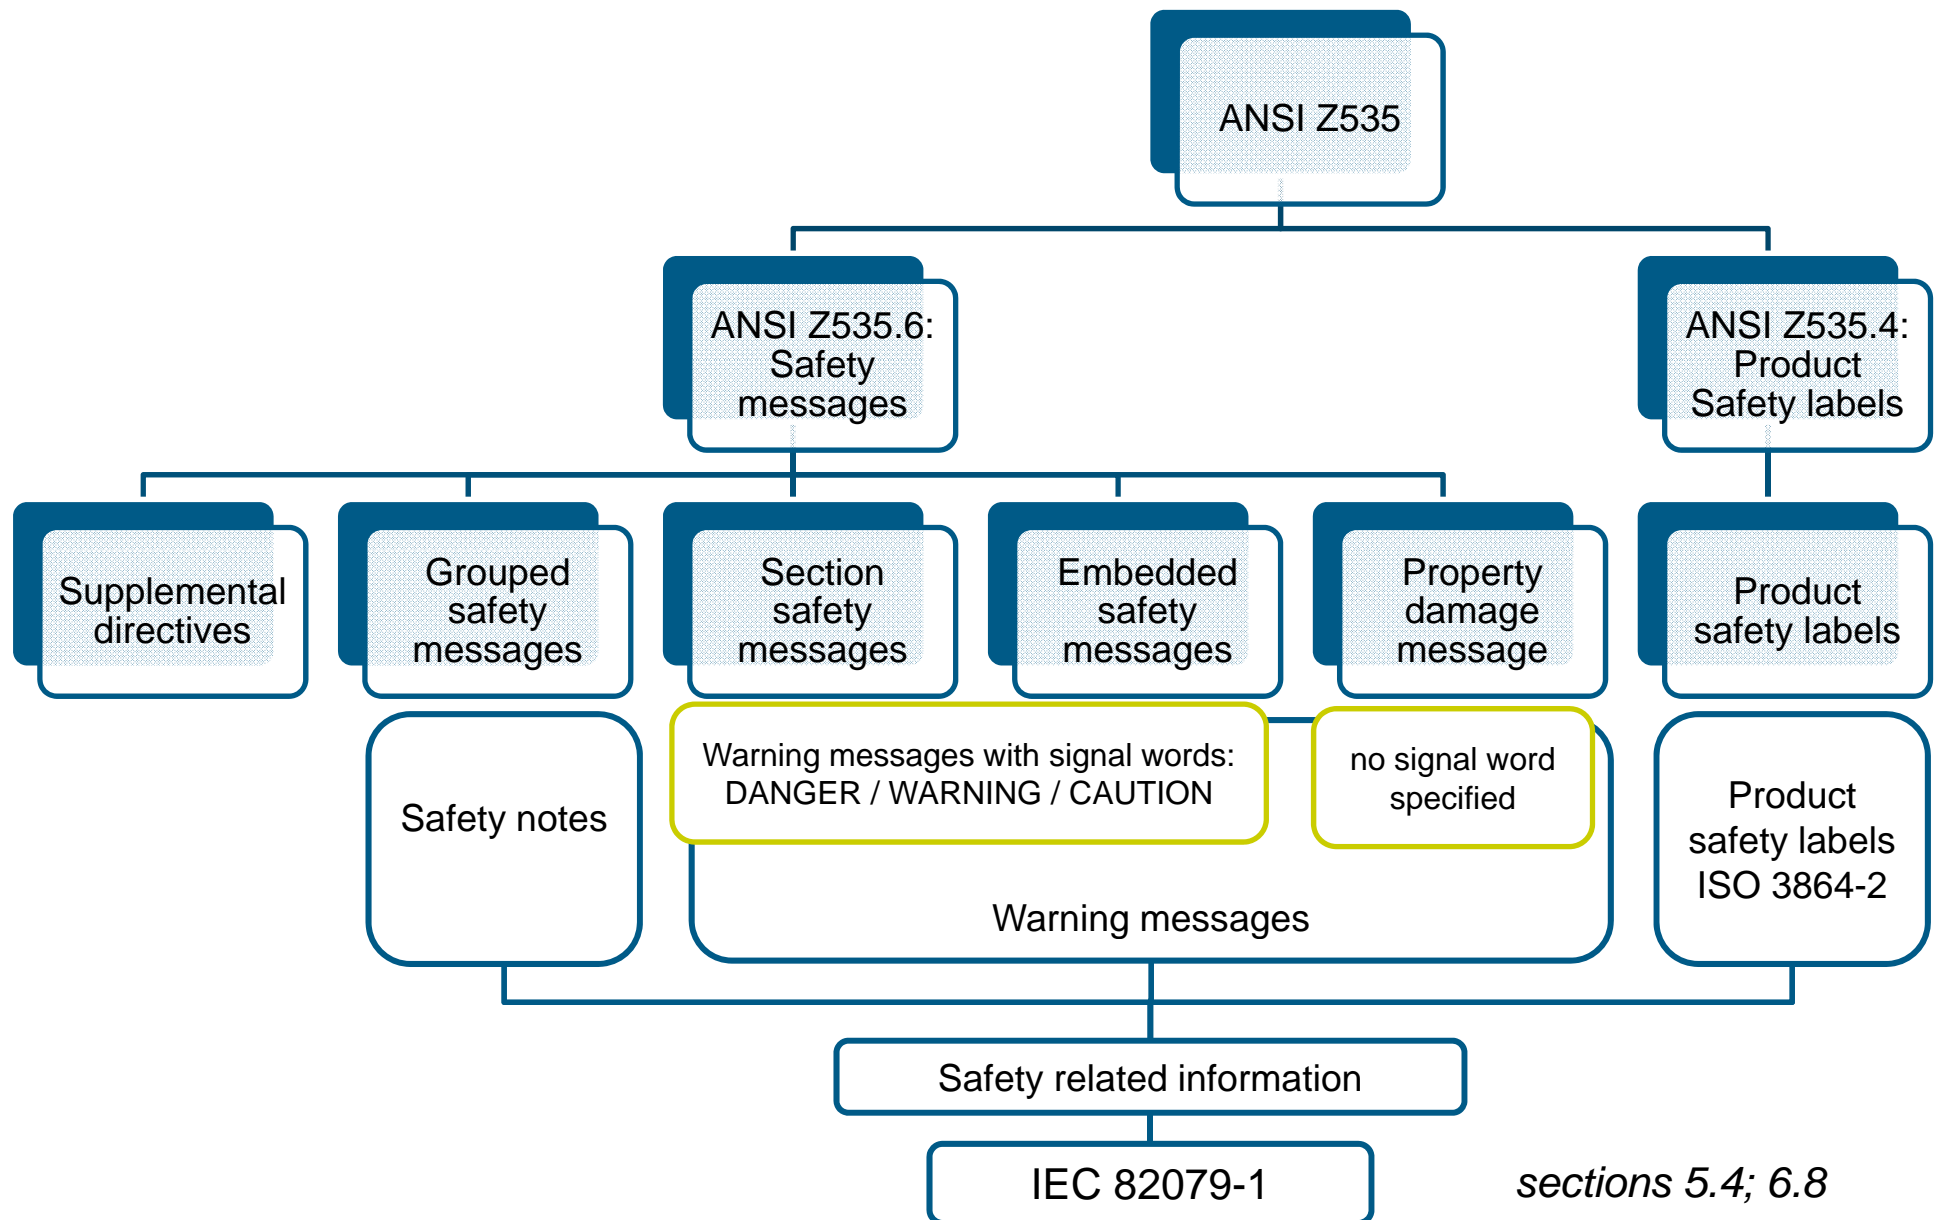 ANSI Z535
ANSI Z535.6:
Safety
messages
ANSI Z535.4:
Product
Safety labels
Supplemental
directives
Grouped
safety
messages
Section
safety
messages
Embedded
safety
messages
Property
damage
message
Product
safety labels
Safety notes
Warning messages with signal words:
DANGER / WARNING / CAUTION
no signal word
specified
Warning messages
Product
safety labels
ISO 3864-2
Safety related information
IEC 82079-1
sections 5.4; 6.8